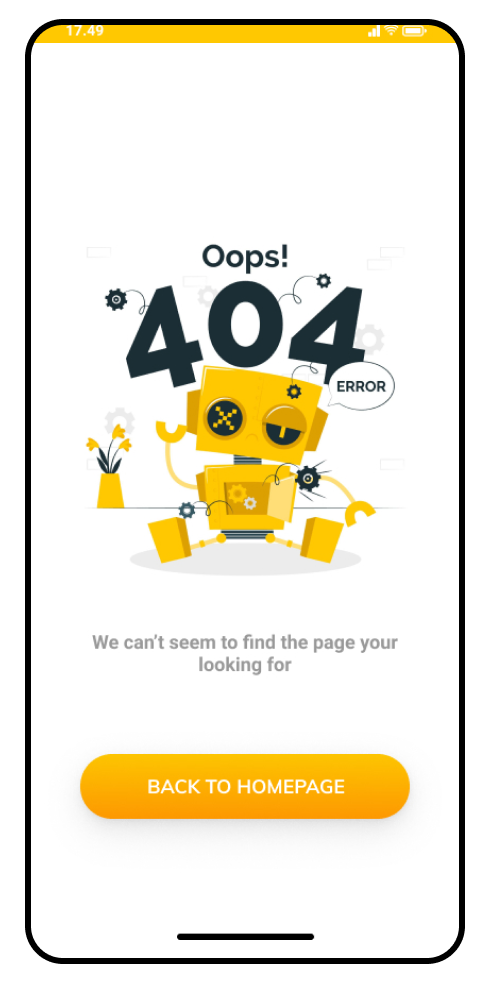 17.49
Oops!
404
ERROR
We can't seem to find the page your
looking for
BACK TO HOMEPAGE